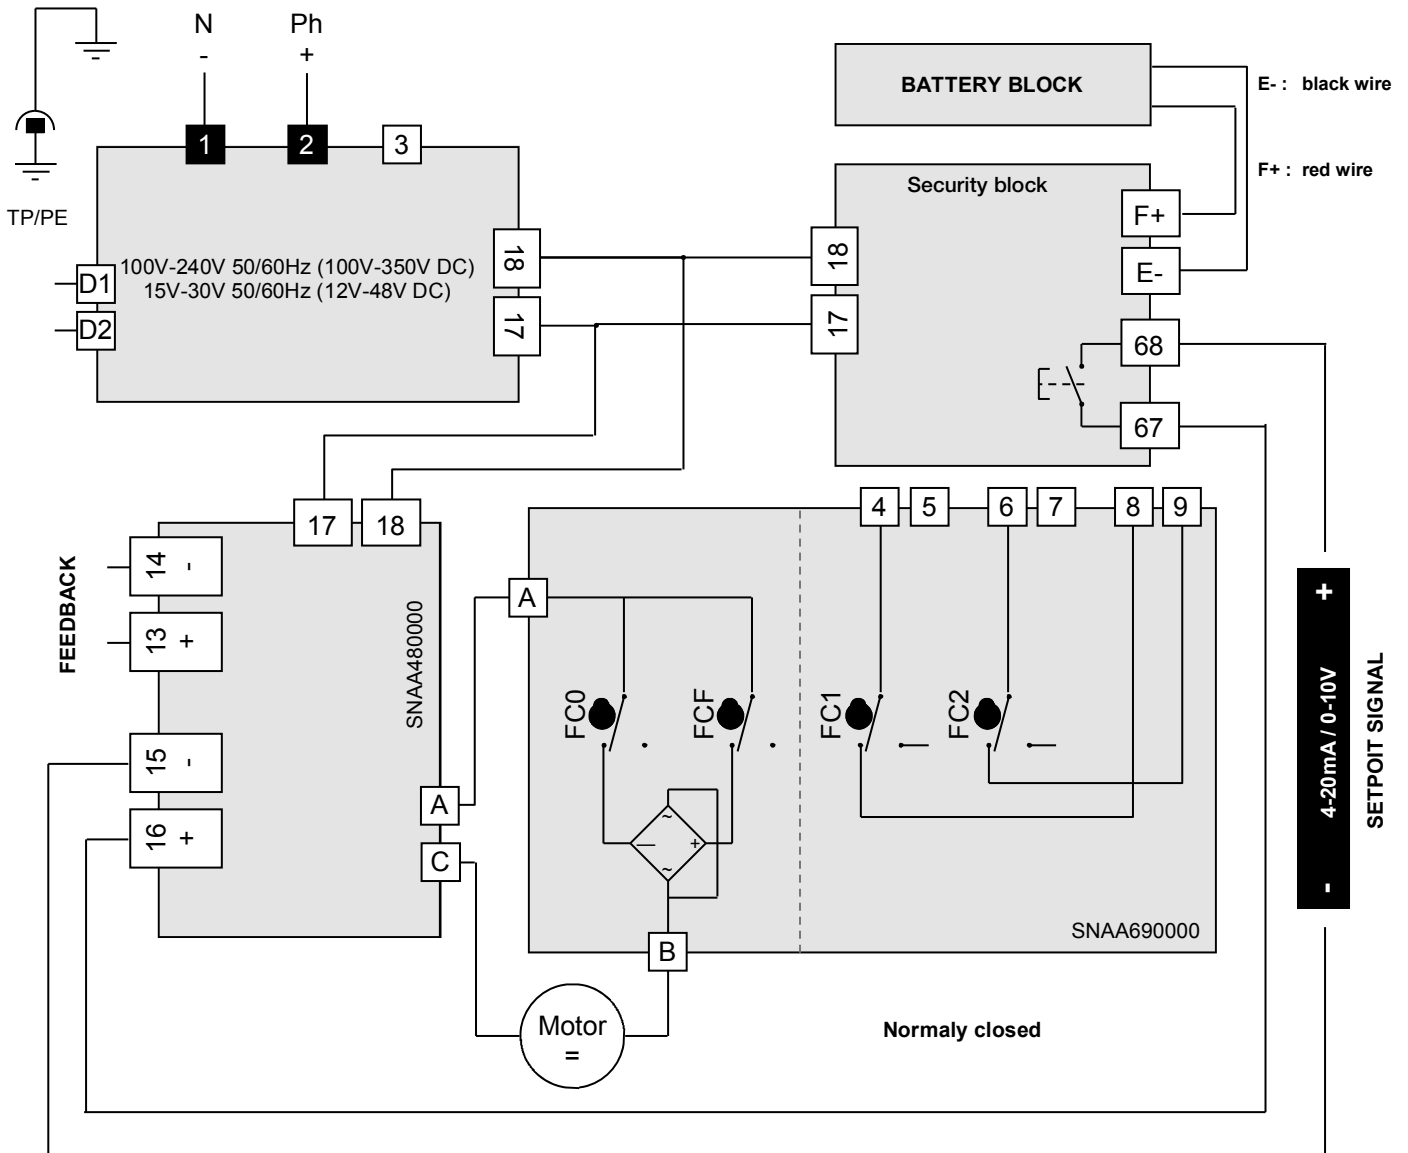 N
Ph
-
+
BATTERY BLOCK
E- : black wire
1
2
3
F+ : red wire
Security block
TP/PE
F+
18
18
E-
100V-240V 50/60Hz (100V-350V DC)
15V-30V 50/60Hz (12V-48V DC)
D1
D2
17
17
68
67
4
5
6
7
8
9
17
18
FEEDBACK
14 -
13 +
A
SNAA480000
+
4-20mA / 0-10V
-
SETPOIT SIGNAL
FC0
FCF
FC1
FC2
15 -
16 +
A
C
~
—
+
~
SNAA690000
B
Motor
=
Normaly closed